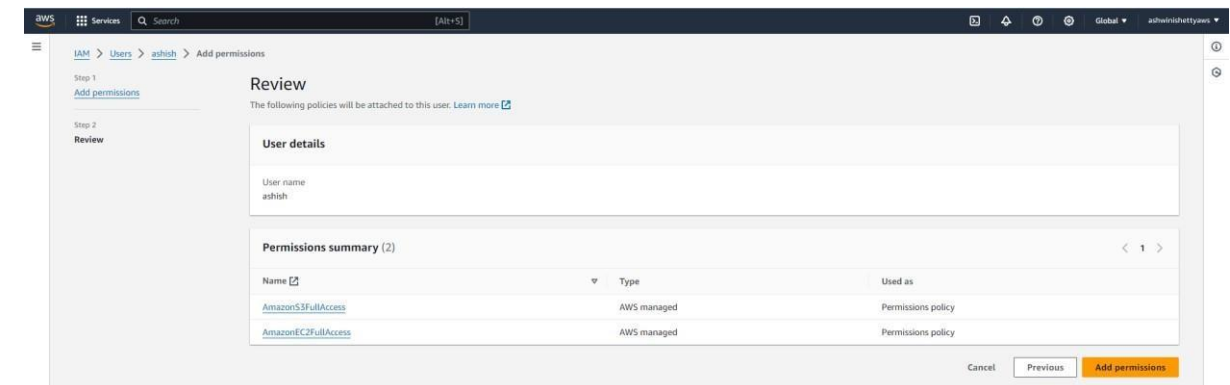 aws Services Search [Alt+S] Global ashwinishettyaws
IAM > Users > ashish > Add permissions
Step 1
Add permissions
Step 2
Review
Review
The following policies will be attached to this user. Learn more
User details
User name
ashish
Permissions summary (2) < 1 >
Name Type Used as
AmazonS3FullAccess AWS managed Permissions policy
AmazonEC2FullAccess AWS managed Permissions policy
Cancel Previous Add permissions